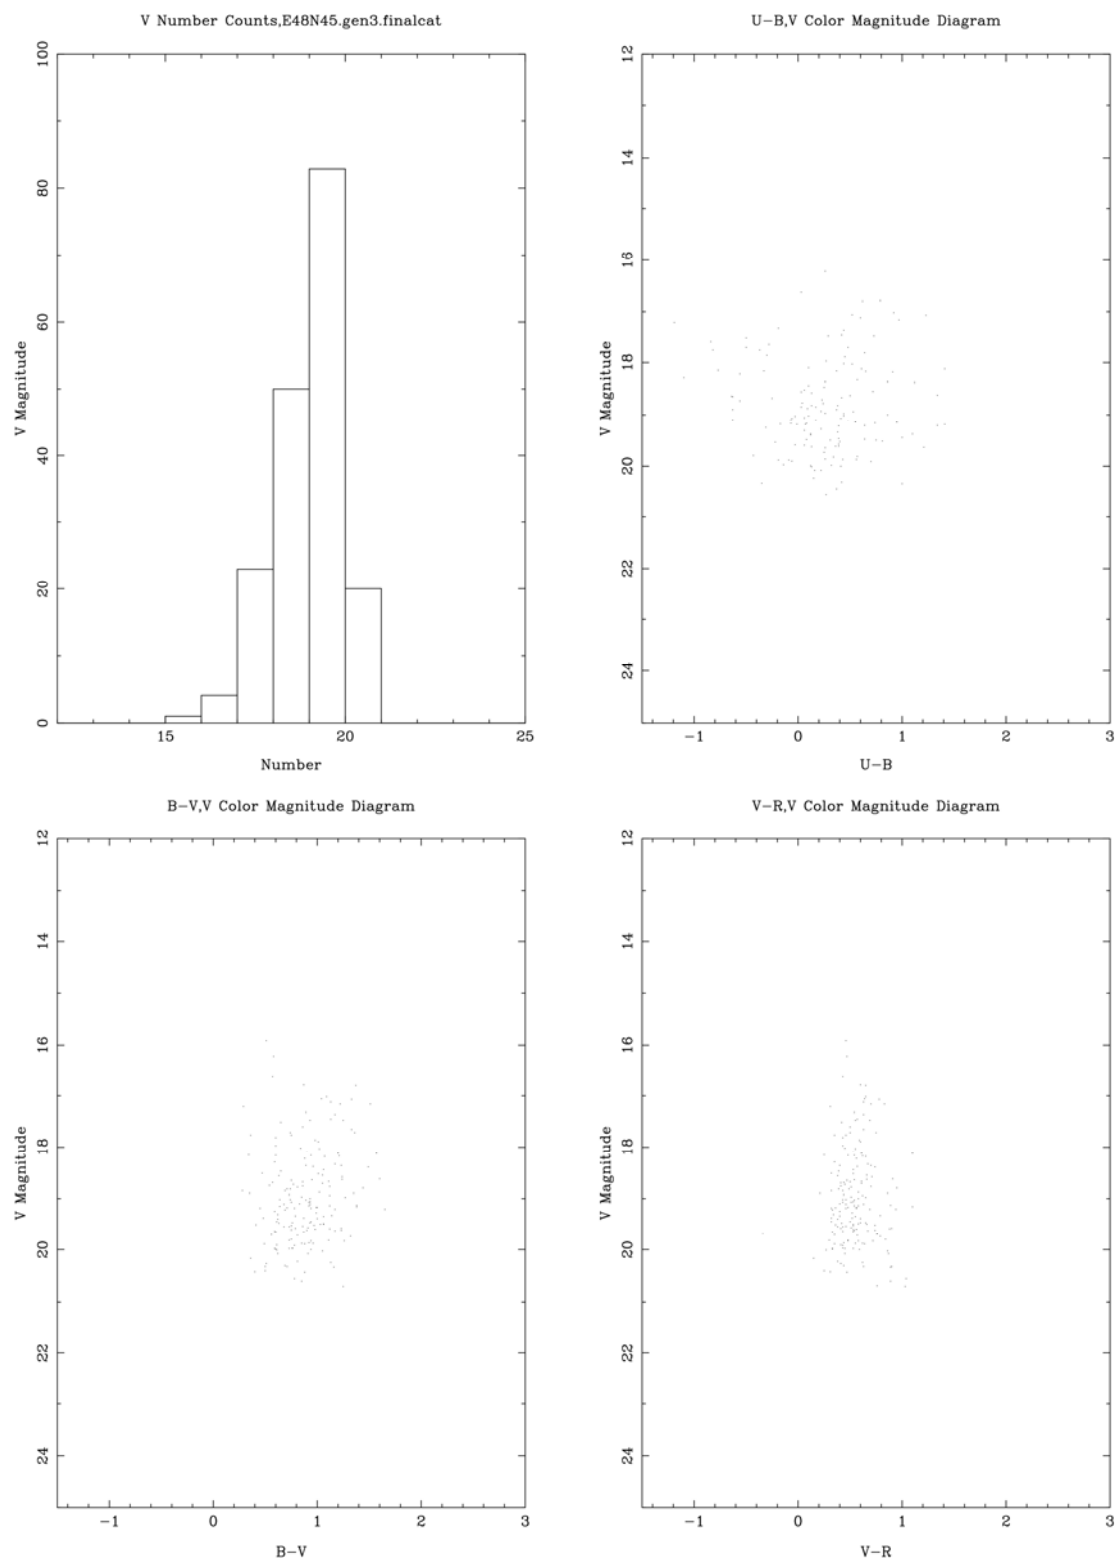 V Number Counts,E48N45.gen3.finalcat
100
80
60
40
20
0
V Magnitude
15 20 25
Number
U-B,V Color Magnitude Diagram
12
14
16
18
20
22
24
V Magnitude
-1 0 1 2 3
U-B
B-V,V Color Magnitude Diagram
12
14
16
18
20
22
24
V Magnitude
-1 0 1 2 3
B-V
V-R,V Color Magnitude Diagram
12
14
16
18
20
22
24
V Magnitude
-1 0 1 2 3
V-R